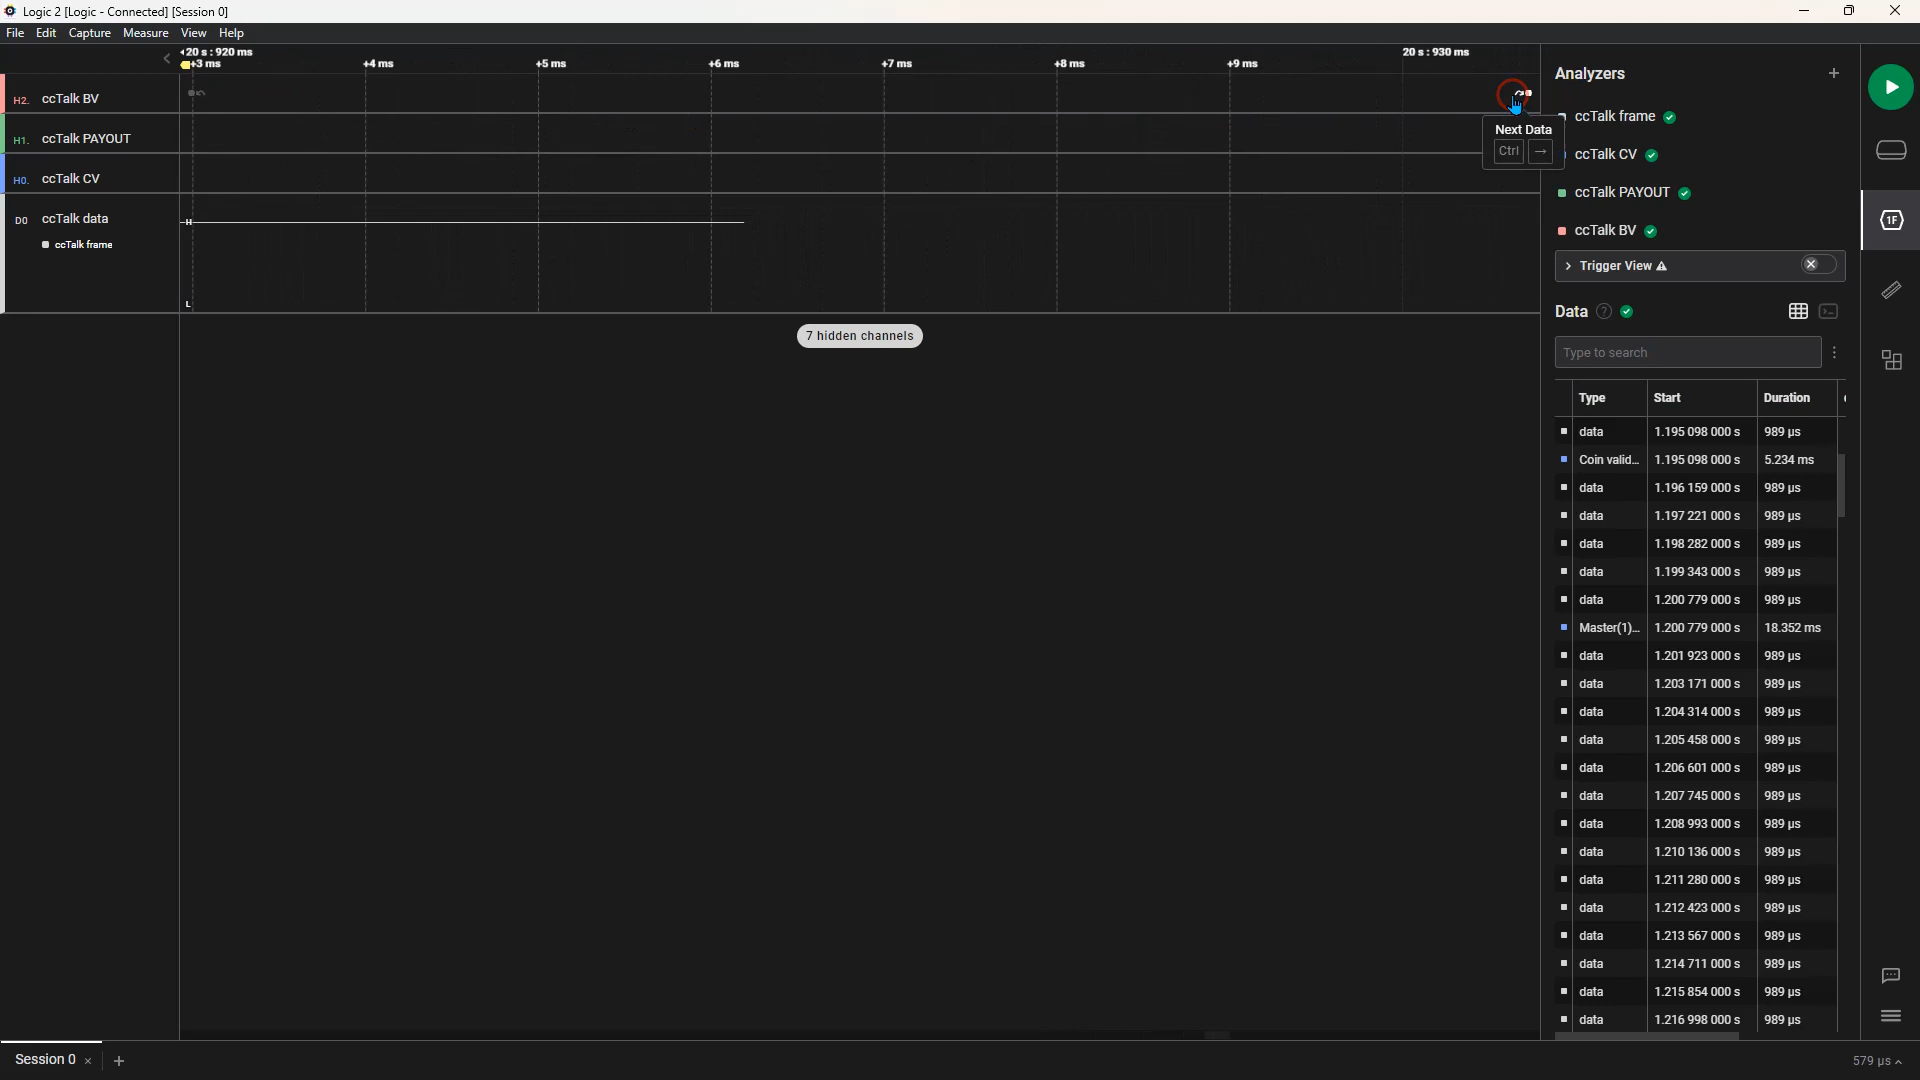 Logic 2 [Logic - Connected] [Session 0]
File Edit Capture Measure View Help
20 s : 920 ms
20 s : 930 ms
+3 ms +4 ms +5 ms +6 ms +7 ms +8 ms +9 ms
H2. ccTalk BV
H1. ccTalk PAYOUT
H0. ccTalk CV
D0 ccTalk data
ccTalk frame
H
L
7 hidden channels
Next Data
Ctrl →
Analyzers
ccTalk frame
ccTalk CV
ccTalk PAYOUT
ccTalk BV
Trigger View
Data
Type to search
Type Start Duration
data 1.195 098 000 s 989 µs
Coin valid... 1.195 098 000 s 5.234 ms
data 1.196 159 000 s 989 µs
data 1.197 221 000 s 989 µs
data 1.198 282 000 s 989 µs
data 1.199 343 000 s 989 µs
data 1.200 779 000 s 989 µs
Master(1)... 1.200 779 000 s 18.352 ms
data 1.201 923 000 s 989 µs
data 1.203 171 000 s 989 µs
data 1.204 314 000 s 989 µs
data 1.205 458 000 s 989 µs
data 1.206 601 000 s 989 µs
data 1.207 745 000 s 989 µs
data 1.208 993 000 s 989 µs
data 1.210 136 000 s 989 µs
data 1.211 280 000 s 989 µs
data 1.212 423 000 s 989 µs
data 1.213 567 000 s 989 µs
data 1.214 711 000 s 989 µs
data 1.215 854 000 s 989 µs
data 1.216 998 000 s 989 µs
1F
Session 0
579 µs